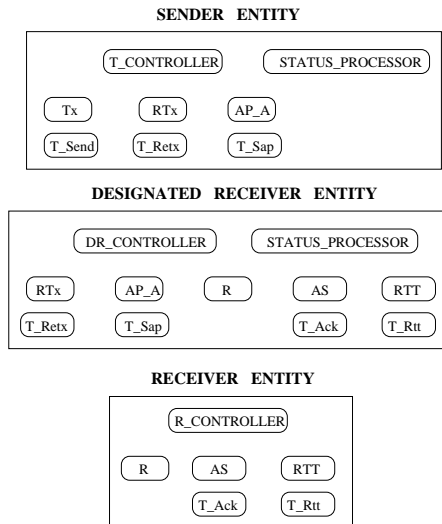 SENDER ENTITY
T_CONTROLLER STATUS_PROCESSOR
Tx RTx AP_A
T_Send T_Retx T_Sap
DESIGNATED RECEIVER ENTITY
DR_CONTROLLER STATUS_PROCESSOR
RTx AP_A R AS RTT
T_Retx T_Sap T_Ack T_Rtt
RECEIVER ENTITY
R_CONTROLLER
R AS RTT
T_Ack T_Rtt